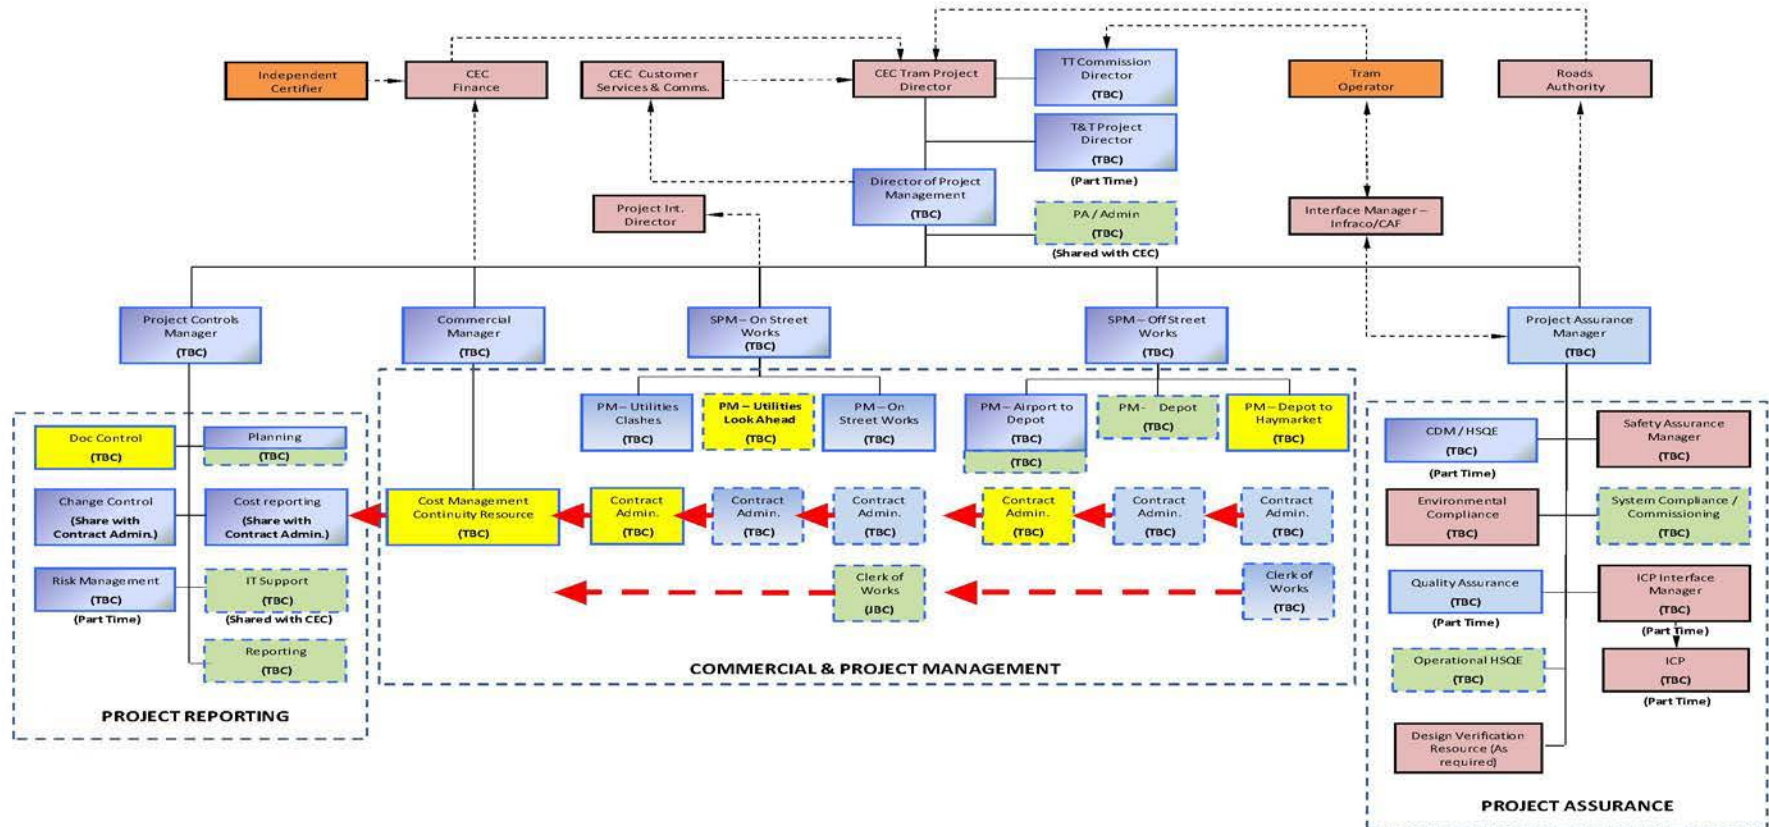 Independent
Certifier
CEC
Finance
CEC Customer
Services & Comms.
CEC Tram Project
Director
TT Commission
Director
(TBC)
Tram
Operator
Roads
Authority
T&T Project
Director
(TBC)
(Part Time)
Director of Project
Management
(TBC)
Project Int.
Director
PA / Admin
(TBC)
(Shared with CEC)
Interface Manager –
Infraco/CAF
Project Controls
Manager
(TBC)
Commercial
Manager
(TBC)
SPM – On Street
Works
(TBC)
SPM – Off Street
Works
(TBC)
Project Assurance
Manager
(TBC)
Doc Control
(TBC)
Planning
(TBC)
Change Control
(Share with
Contract Admin.)
Cost reporting
(Share with
Contract Admin.)
Risk Management
(TBC)
(Part Time)
IT Support
(TBC)
(Shared with CEC)
Reporting
(TBC)
PROJECT REPORTING
PM – Utilities
Clashes
(TBC)
PM – Utilities
Look Ahead
(TBC)
PM – On
Street Works
(TBC)
PM – Airport to
Depot
(TBC)
(TBC)
PM - Depot
(TBC)
PM – Depot to
Haymarket
(TBC)
Cost Management
Continuity Resource
(TBC)
Contract
Admin.
(TBC)
Contract
Admin.
(TBC)
Contract
Admin.
(TBC)
Contract
Admin.
(TBC)
Contract
Admin.
(TBC)
Contract
Admin.
(TBC)
Clerk of
Works
(JBC)
Clerk of
Works
(TBC)
COMMERCIAL & PROJECT MANAGEMENT
CDM / HSQE
(TBC)
(Part Time)
Safety Assurance
Manager
(TBC)
Environmental
Compliance
(TBC)
System Compliance /
Commissioning
(TBC)
Quality Assurance
(TBC)
(Part Time)
ICP Interface
Manager
(TBC)
(Part Time)
Operational HSQE
(TBC)
ICP
(TBC)
(Part Time)
Design Verification
Resource (As
required)
PROJECT ASSURANCE